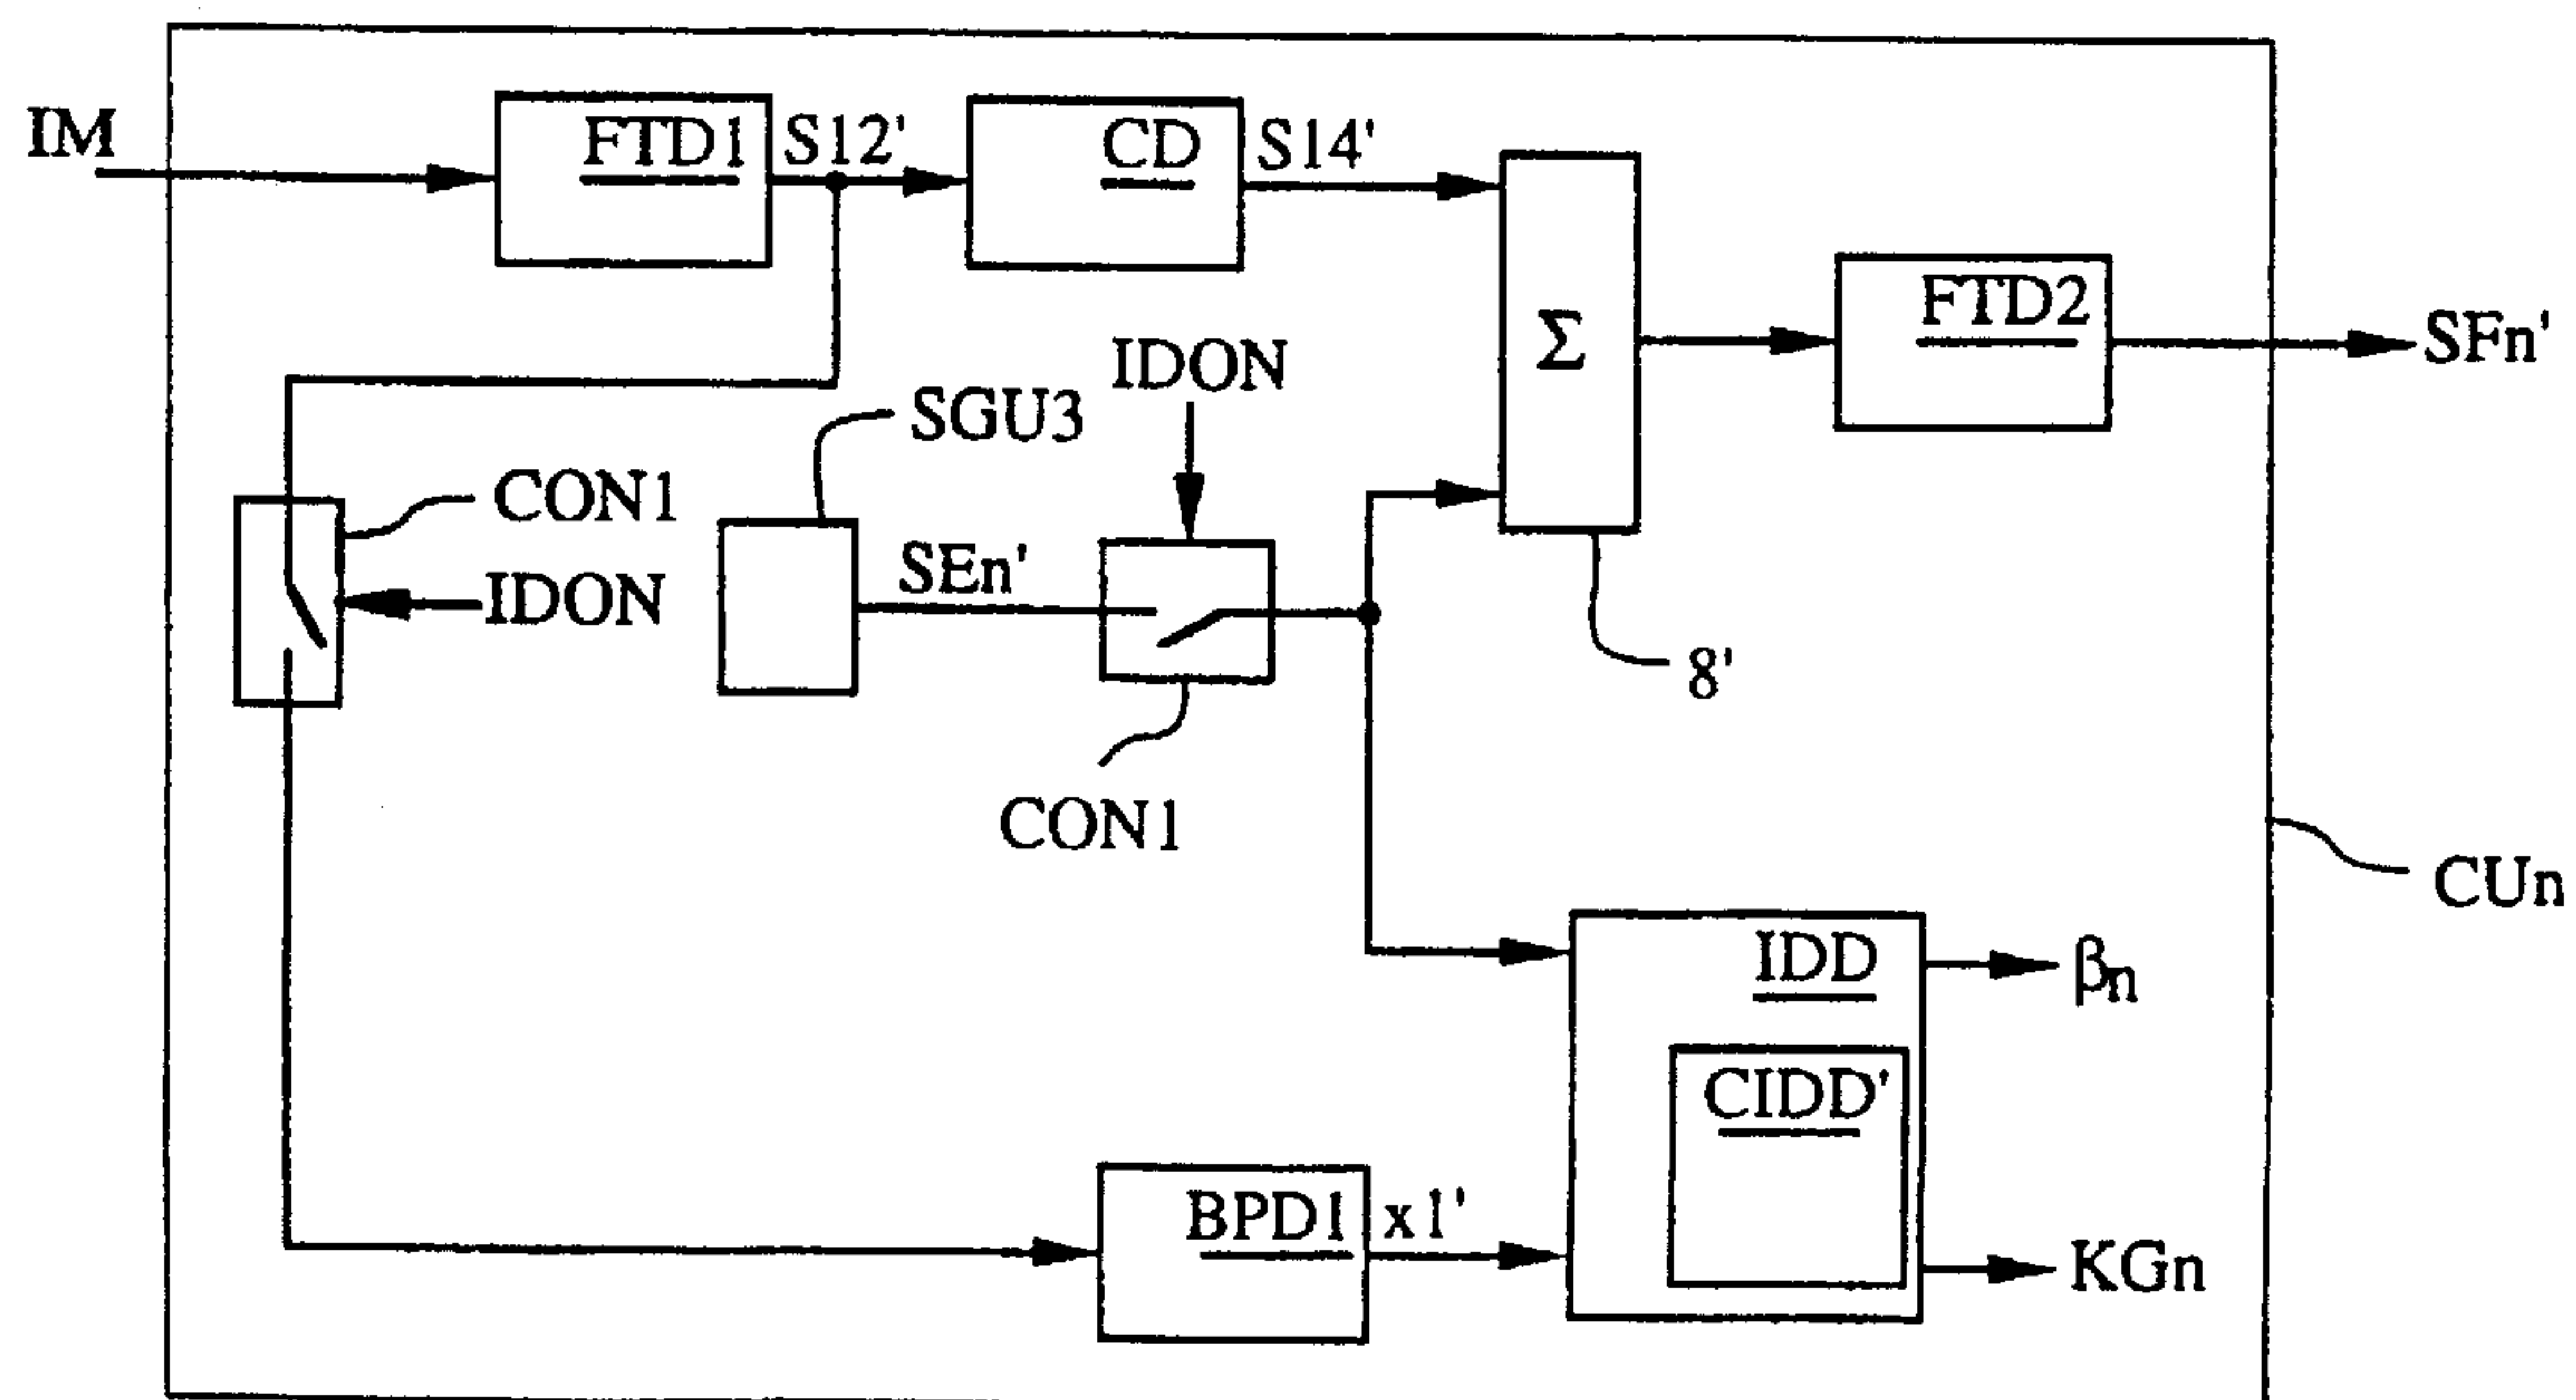 IM
FTD1
S12'
CD
S14'
Σ
FTD2
SFn'
IDON
SGU3
CON1
IDON
SEn'
8'
CON1
CUn
IDD
βn
CIDD'
BPD1
x1'
KGn